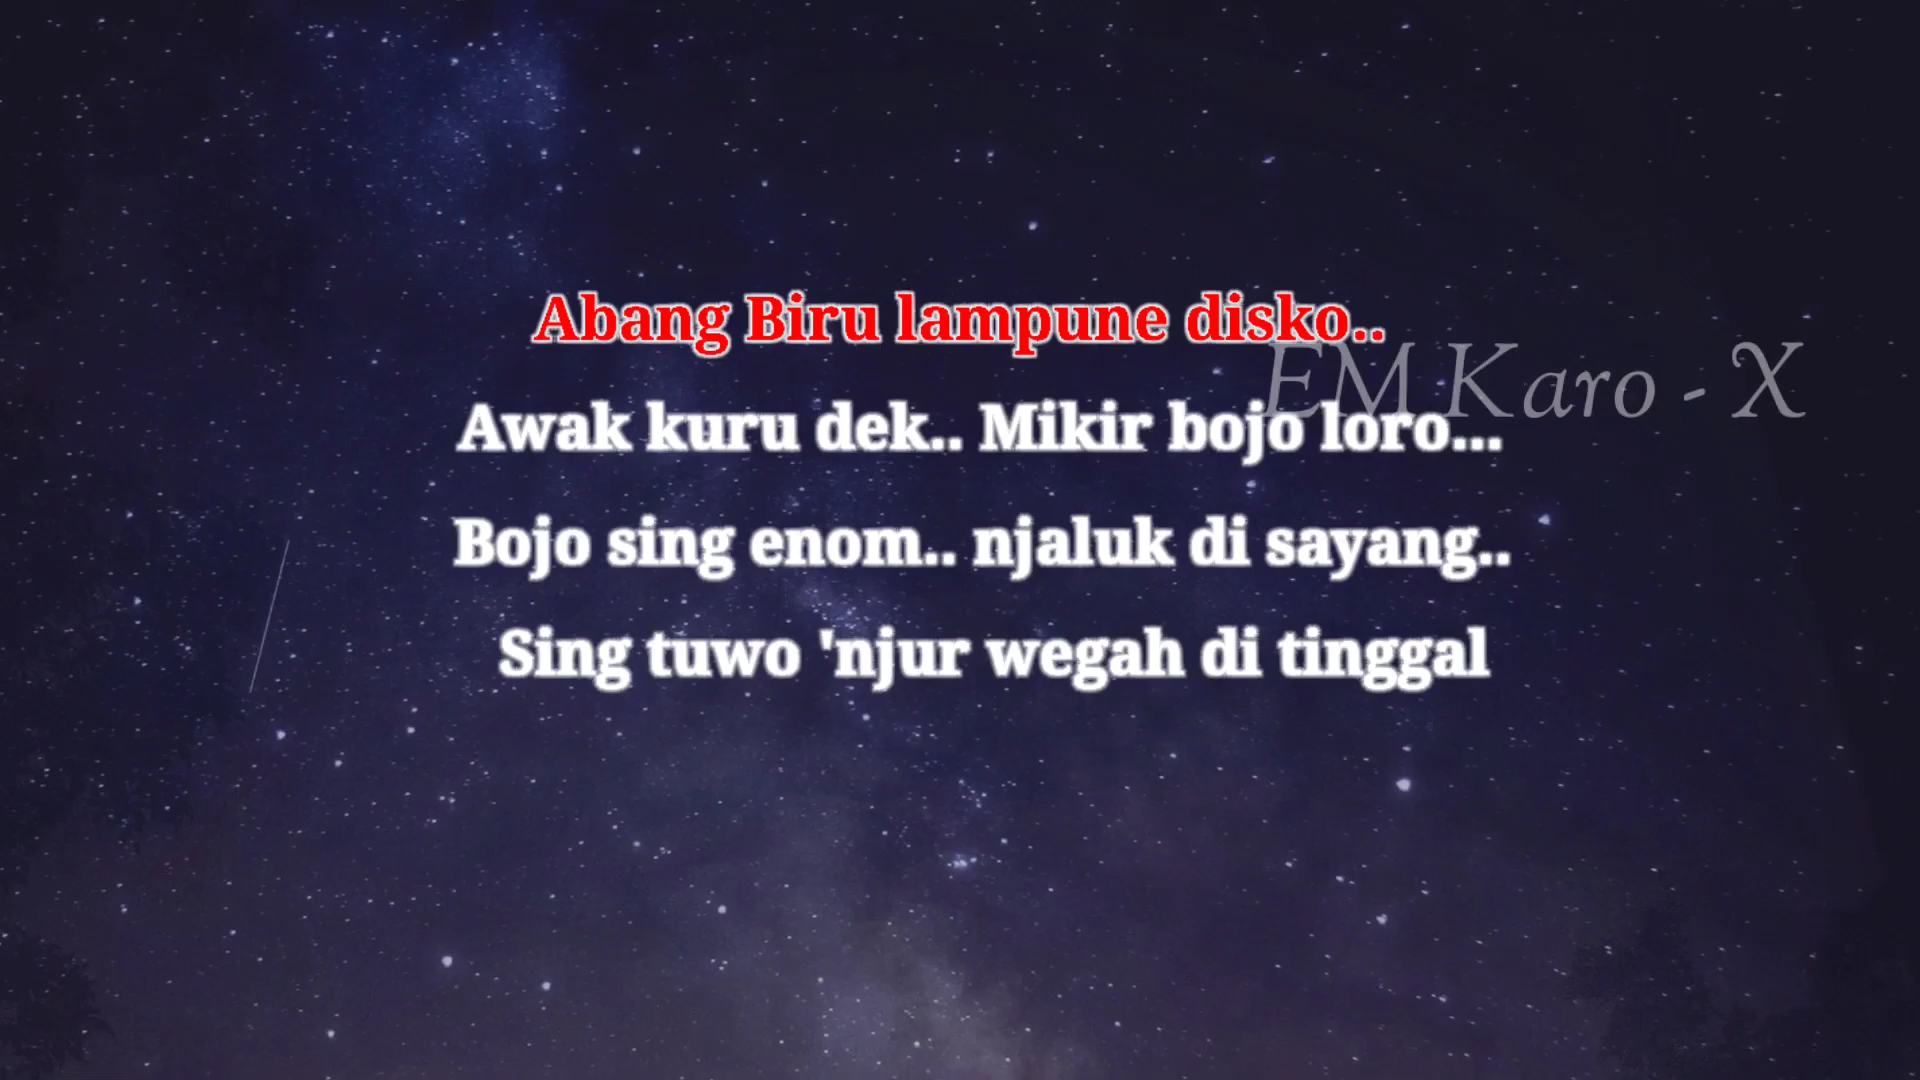 Abang Biru lampune disko..
EM Karo - X
Awak kuru dek.. Mikir bojo loro...
Bojo sing enom.. njaluk di sayang..
Sing tuwo 'njur wegah di tinggal